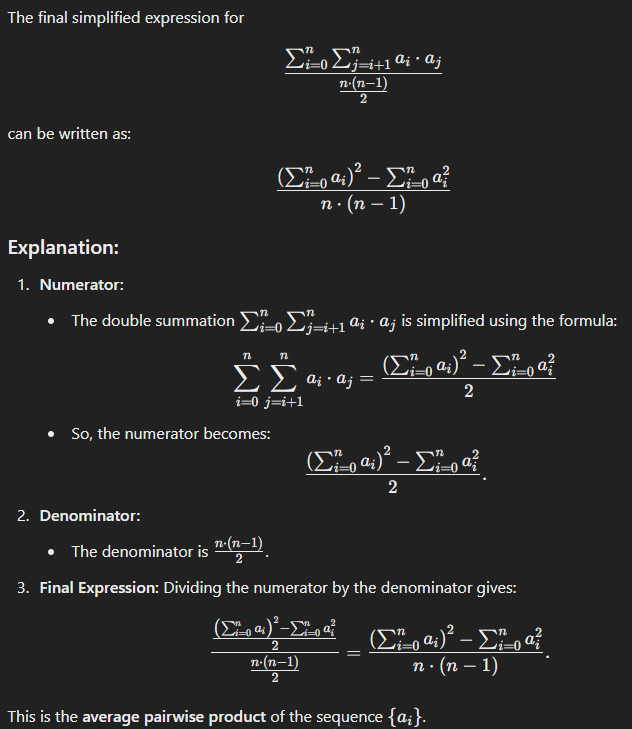 The final simplified expression for
\frac{\sum_{i=0}^{n} \sum_{j=i+1}^{n} a_i \cdot a_j}{\frac{n \cdot (n-1)}{2}}
can be written as:
\frac{\left(\sum_{i=0}^{n} a_i\right)^2 - \sum_{i=0}^{n} a_i^2}{n \cdot (n-1)}
Explanation:
1. Numerator:
• The double summation \sum_{i=0}^{n} \sum_{j=i+1}^{n} a_i \cdot a_j is simplified using the formula:
\sum_{i=0}^{n} \sum_{j=i+1}^{n} a_i \cdot a_j = \frac{\left(\sum_{i=0}^{n} a_i\right)^2 - \sum_{i=0}^{n} a_i^2}{2}
• So, the numerator becomes:
\frac{\left(\sum_{i=0}^{n} a_i\right)^2 - \sum_{i=0}^{n} a_i^2}{2}.
2. Denominator:
• The denominator is \frac{n \cdot (n-1)}{2}.
3. Final Expression: Dividing the numerator by the denominator gives:
\frac{\frac{\left(\sum_{i=0}^{n} a_i\right)^2 - \sum_{i=0}^{n} a_i^2}{2}}{\frac{n \cdot (n-1)}{2}} = \frac{\left(\sum_{i=0}^{n} a_i\right)^2 - \sum_{i=0}^{n} a_i^2}{n \cdot (n-1)}.
This is the average pairwise product of the sequence \{a_i\}.